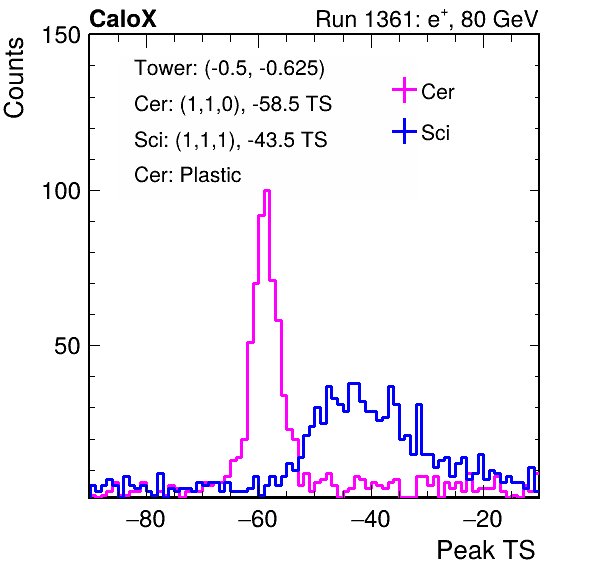 CaloX Run 1361: e⁺, 80 GeV
Counts
150
Tower: (-0.5, -0.625)
Cer: (1,1,0), -58.5 TS
Sci: (1,1,1), -43.5 TS
Cer: Plastic
Cer
Sci
100
50
−80 −60 −40 −20
Peak TS